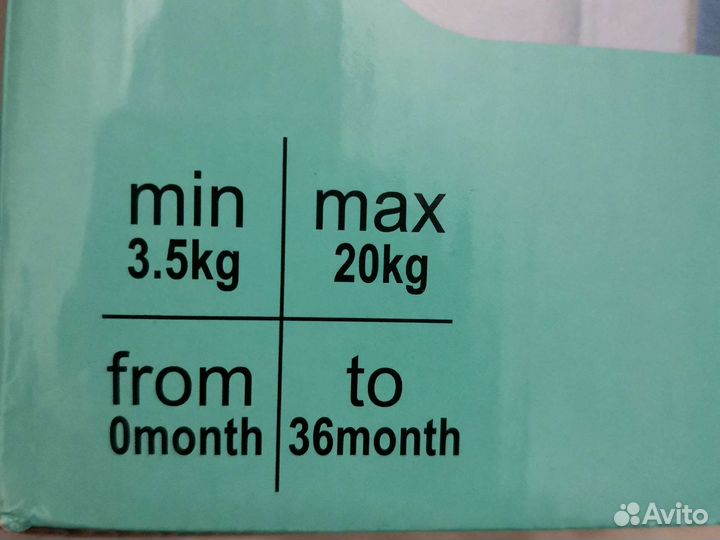 min max
3.5kg 20kg
from to
0month 36month
Avito